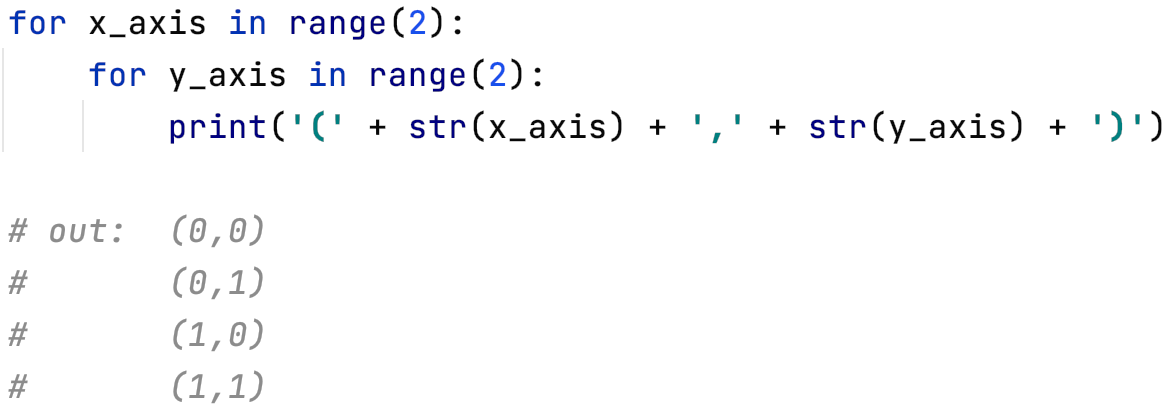 for x_axis in range(2):
    for y_axis in range(2):
        print('(' + str(x_axis) + ',' + str(y_axis) + ')')

# out:  (0,0)
#       (0,1)
#       (1,0)
#       (1,1)